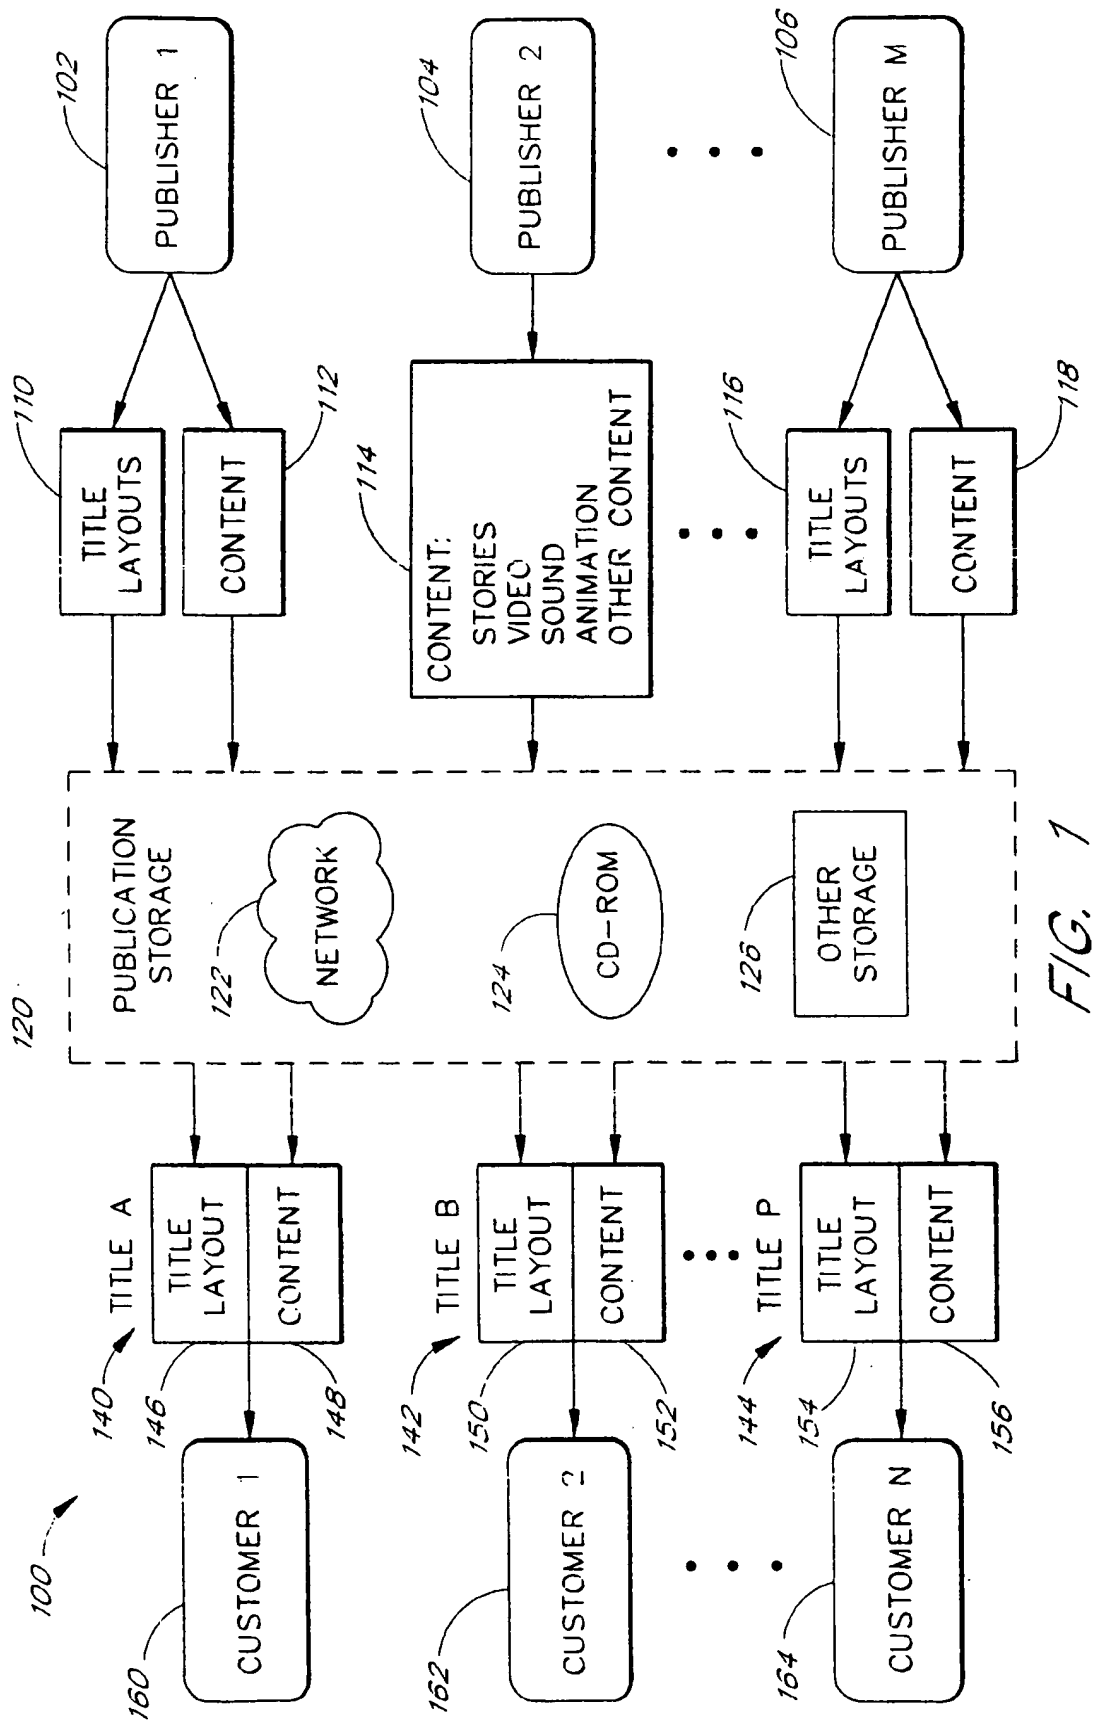 100
160
CUSTOMER 1
162
CUSTOMER 2
164
CUSTOMER N
140
TITLE A
146
TITLE
LAYOUT
CONTENT
148
142
TITLE B
150
TITLE
LAYOUT
CONTENT
152
144
TITLE P
154
TITLE
LAYOUT
CONTENT
156
120
PUBLICATION
STORAGE
122
NETWORK
124
CD-ROM
126
OTHER
STORAGE
110
TITLE
LAYOUTS
CONTENT
112
114
CONTENT:
STORIES
VIDEO
SOUND
ANIMATION
OTHER CONTENT
116
TITLE
LAYOUTS
CONTENT
118
102
PUBLISHER 1
104
PUBLISHER 2
106
PUBLISHER M
FIG. 1